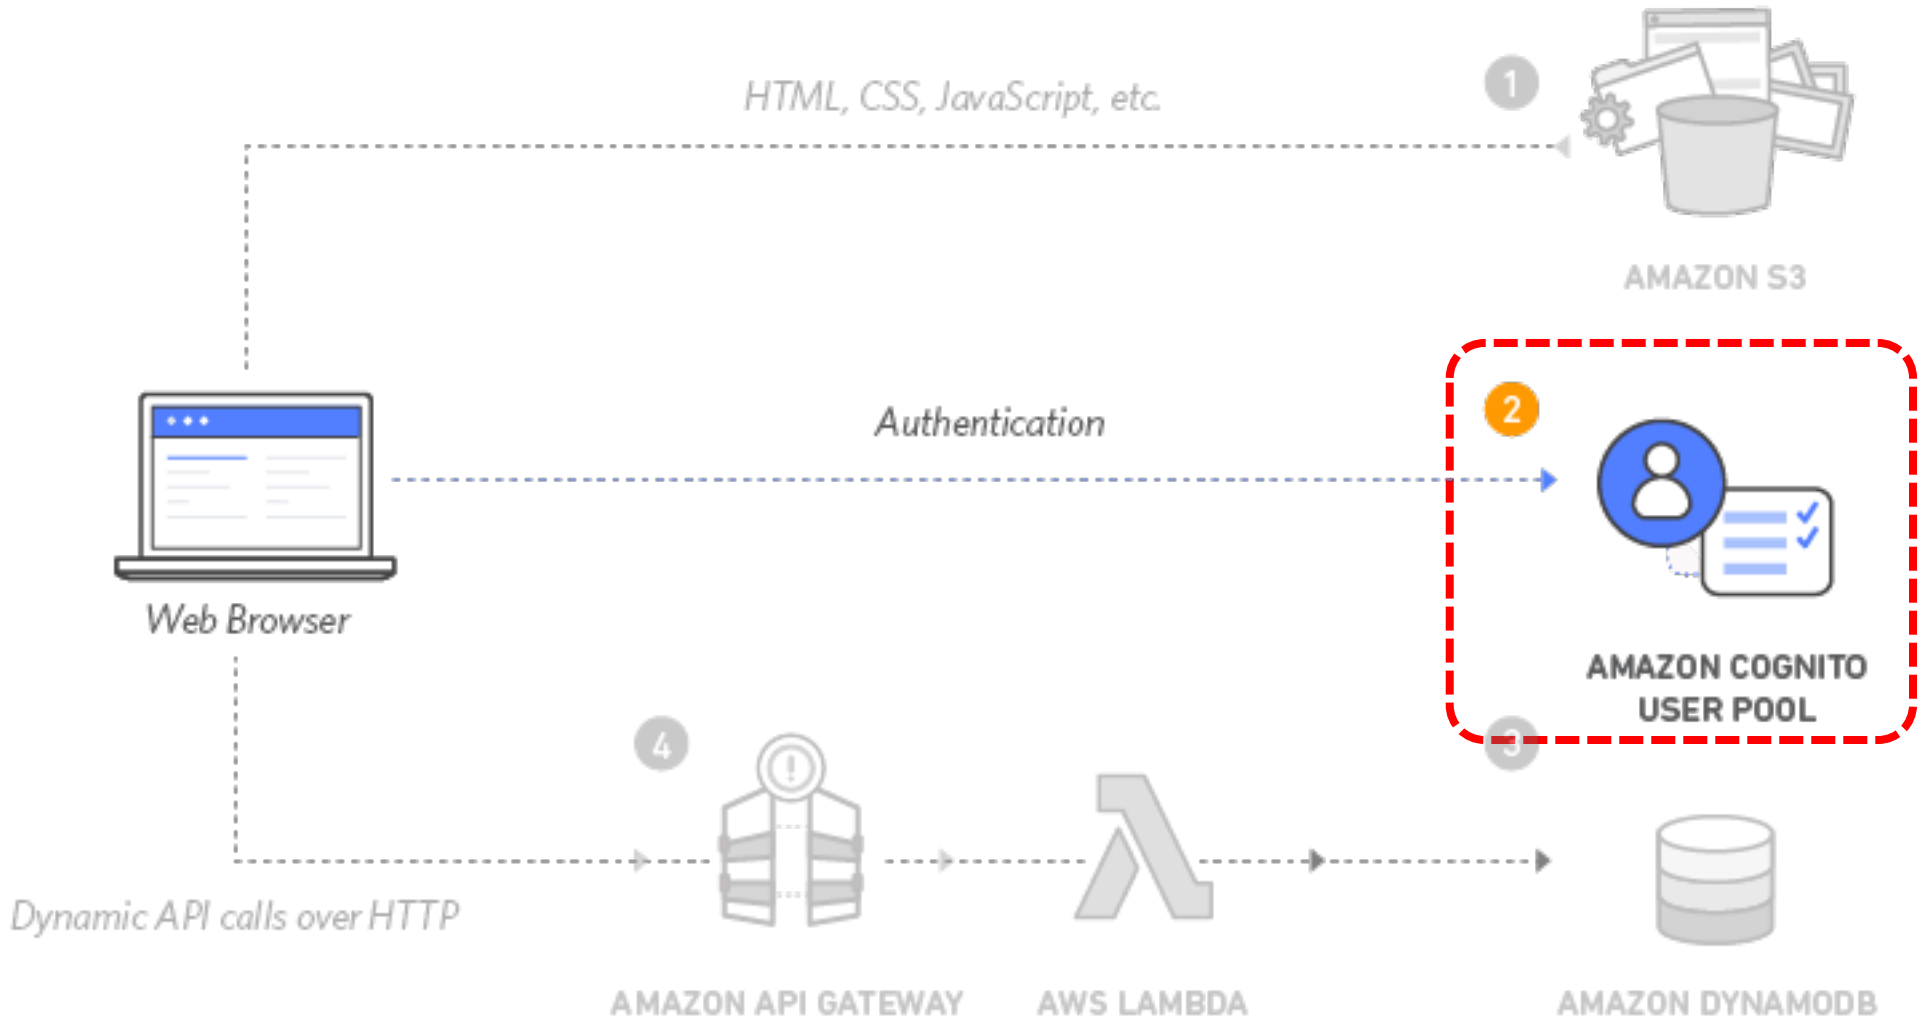 HTML, CSS, JavaScript, etc.
1
AMAZON S3
Authentication
2
Web Browser
AMAZON COGNITO
USER POOL
4
3
Dynamic API calls over HTTP
AMAZON API GATEWAY
AWS LAMBDA
AMAZON DYNAMODB